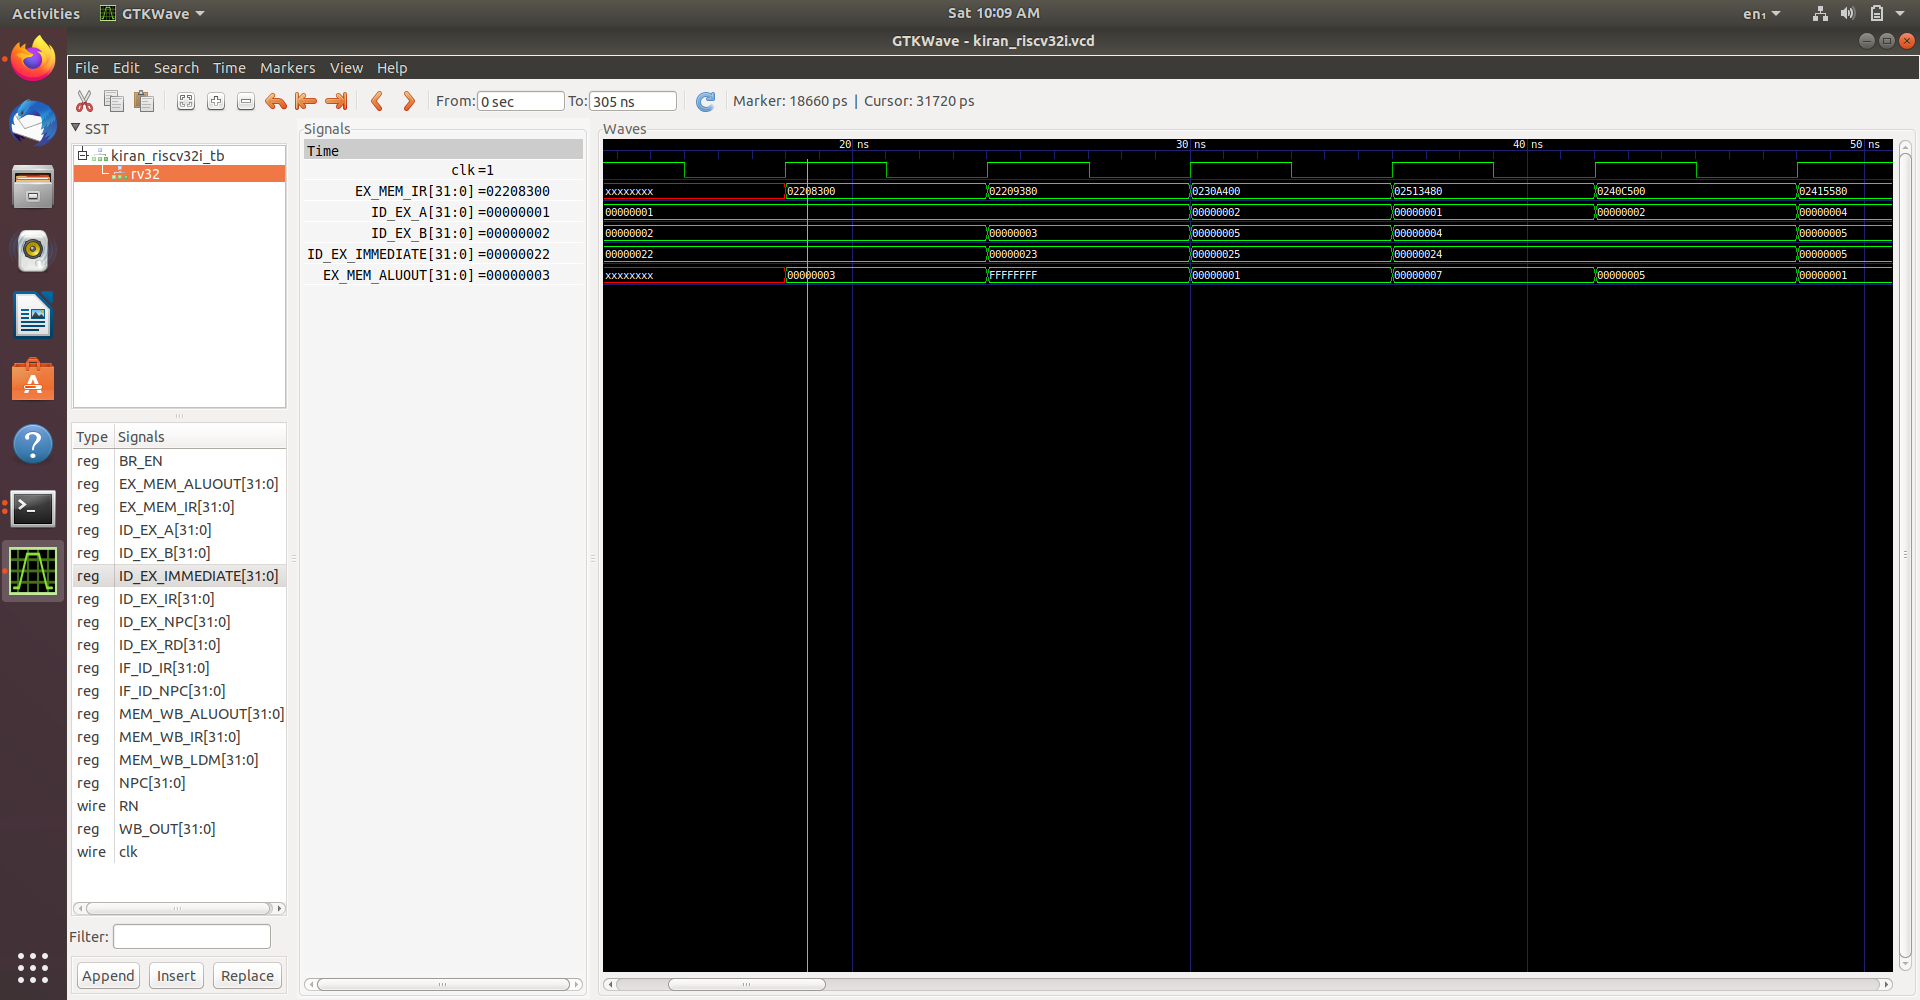 Activities GTKWave Sat 10:09 AM en₁
GTKWave - kiran_riscv32i.vcd
File Edit Search Time Markers View Help
From: 0 sec To: 305 ns Marker: 18660 ps | Cursor: 31720 ps
SST
kiran_riscv32i_tb
rv32
Type Signals
reg BR_EN
reg EX_MEM_ALUOUT[31:0]
reg EX_MEM_IR[31:0]
reg ID_EX_A[31:0]
reg ID_EX_B[31:0]
reg ID_EX_IMMEDIATE[31:0]
reg ID_EX_IR[31:0]
reg ID_EX_NPC[31:0]
reg ID_EX_RD[31:0]
reg IF_ID_IR[31:0]
reg IF_ID_NPC[31:0]
reg MEM_WB_ALUOUT[31:0]
reg MEM_WB_IR[31:0]
reg MEM_WB_LDM[31:0]
reg NPC[31:0]
wire RN
reg WB_OUT[31:0]
wire clk
Filter:
Append Insert Replace
Signals
Time
clk =1
EX_MEM_IR[31:0] =02208300
ID_EX_A[31:0] =00000001
ID_EX_B[31:0] =00000002
ID_EX_IMMEDIATE[31:0] =00000022
EX_MEM_ALUOUT[31:0] =00000003
Waves
20 ns 30 ns 40 ns 50 ns
xxxxxxxx 02208300 02209380 0230A400 02513480 0240C500 02415580
00000001 00000002 00000001 00000002 00000004
00000002 00000003 00000005 00000004 00000005
00000022 00000023 00000025 00000024 00000005
xxxxxxxx 00000003 FFFFFFFF 00000001 00000007 00000005 00000001